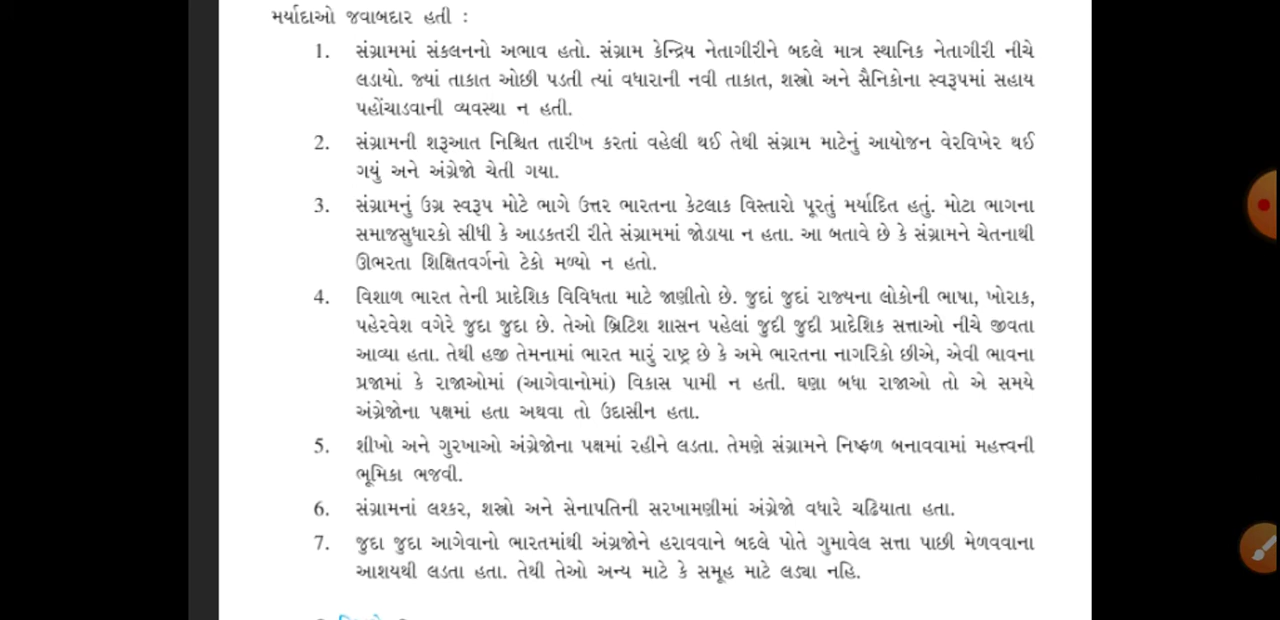 મર્યાદાઓ જવાબદાર હતી :
1. સંગ્રામમાં સંકલનનો અભાવ હતો. સંગ્રામ કેન્દ્રિય નેતાગીરીને બદલે માત્ર સ્થાનિક નેતાગીરી નીચે
લડાયો. જ્યાં તાકાત ઓછી પડતી ત્યાં વધારાની નવી તાકાત, શસ્ત્રો અને સૈનિકોના સ્વરૂપમાં સહાય
પહોંચાડવાની વ્યવસ્થા ન હતી.
2. સંગ્રામની શરૂઆત નિશ્ચિત તારીખ કરતાં વહેલી થઈ તેથી સંગ્રામ માટેનું આયોજન વેરવિખેર થઈ
ગયું અને અંગ્રેજો ચેતી ગયા.
3. સંગ્રામનું ઉગ્ર સ્વરૂપ મોટે ભાગે ઉત્તર ભારતના કેટલાક વિસ્તારો પૂરતું મર્યાદિત હતું. મોટા ભાગના
સમાજસુધારકો સીધી કે આડકતરી રીતે સંગ્રામમાં જોડાયા ન હતા. આ બતાવે છે કે સંગ્રામને ચેતનાથી
ઊભરતા શિક્ષિતવર્ગનો ટેકો મળ્યો ન હતો.
4. વિશાળ ભારત તેની પ્રાદેશિક વિવિધતા માટે જાણીતો છે. જુદાં જુદાં રાજ્યના લોકોની ભાષા, ખોરાક,
પહેરવેશ વગેરે જુદા જુદા છે. તેઓ બ્રિટિશ શાસન પહેલાં જુદી જુદી પ્રાદેશિક સત્તાઓ નીચે જીવતા
આવ્યા હતા. તેથી હજી તેમનામાં ભારત મારું રાષ્ટ્ર છે કે અમે ભારતના નાગરિકો છીએ, એવી ભાવના
પ્રજામાં કે રાજાઓમાં (આગેવાનોમાં) વિકાસ પામી ન હતી. ઘણા બધા રાજાઓ તો એ સમયે
અંગ્રેજોના પક્ષમાં હતા અથવા તો ઉદાસીન હતા.
5. શીખો અને ગુરખાઓ અંગ્રેજોના પક્ષમાં રહીને લડતા. તેમણે સંગ્રામને નિષ્ફળ બનાવવામાં મહત્ત્વની
ભૂમિકા ભજવી.
6. સંગ્રામનાં લશ્કર, શસ્ત્રો અને સેનાપતિની સરખામણીમાં અંગ્રેજો વધારે ચઢિયાતા હતા.
7. જુદા જુદા આગેવાનો ભારતમાંથી અંગ્રજોને હરાવવાને બદલે પોતે ગુમાવેલ સત્તા પાછી મેળવવાના
આશયથી લડતા હતા. તેથી તેઓ અન્ય માટે કે સમૂહ માટે લડ્યા નહિ.